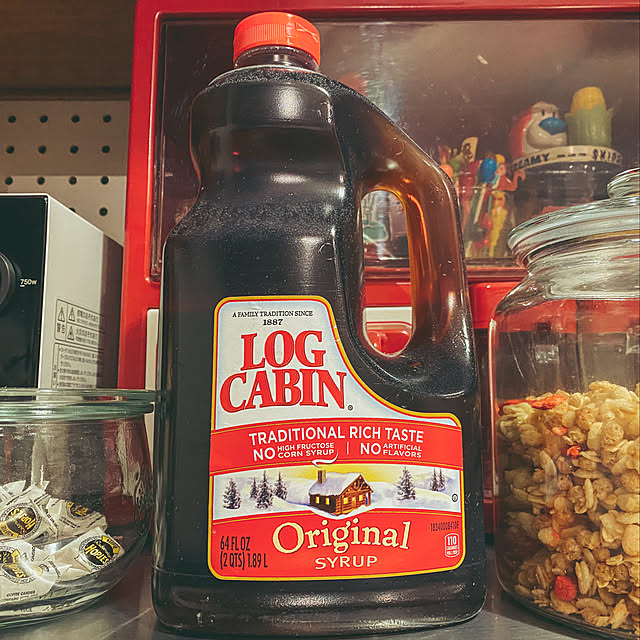 A FAMILY TRADITION SINCE
1887
LOG
CABIN®
TRADITIONAL RICH TASTE
NO HIGH FRUCTOSE CORN SYRUP | NO ARTIFICIAL FLAVORS
Original
SYRUP
64 FL OZ
(2 QTS) 1.89 L
110
750w